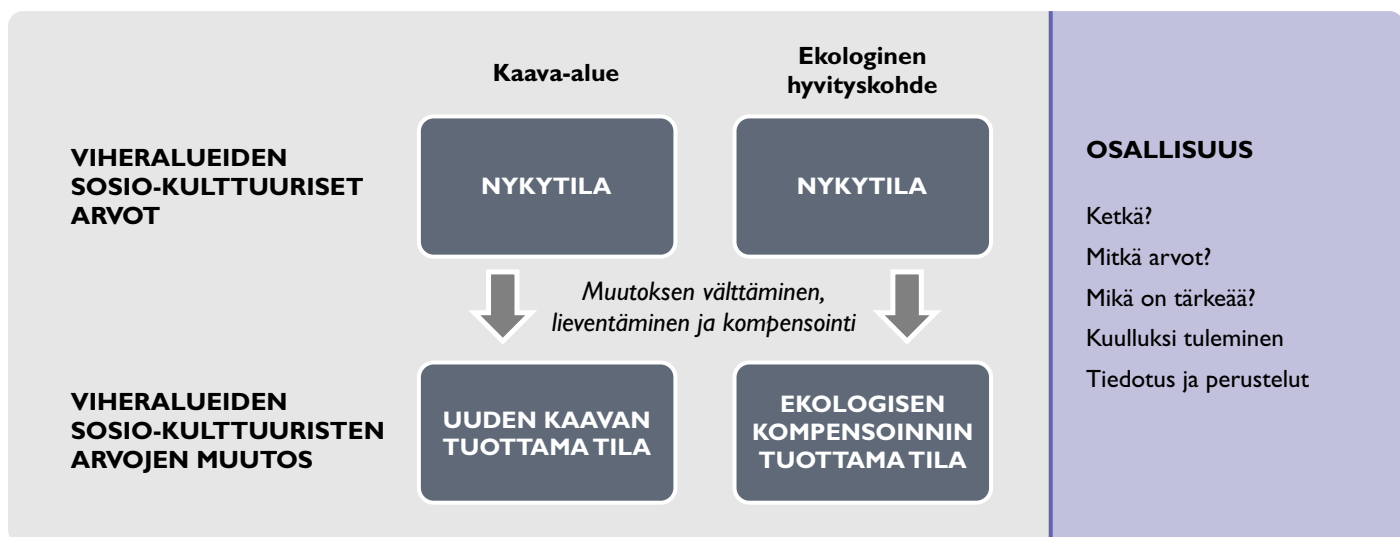 Kaava-alue
Ekologinen
hyvityskohde
VIHERALUEIDEN
SOSIO-KULTTUURISET
ARVOT
NYKYTILA
NYKYTILA
Muutoksen välttäminen,
lieventäminen ja kompensointi
VIHERALUEIDEN
SOSIO-KULTTUURISTEN
ARVOJEN MUUTOS
UUDEN KAAVAN
TUOTTAMA TILA
EKOLOGISEN
KOMPENSOINNIN
TUOTTAMA TILA
OSALLISUUS
Ketkä?
Mitkä arvot?
Mikä on tärkeää?
Kuulluksi tuleminen
Tiedotus ja perustelut